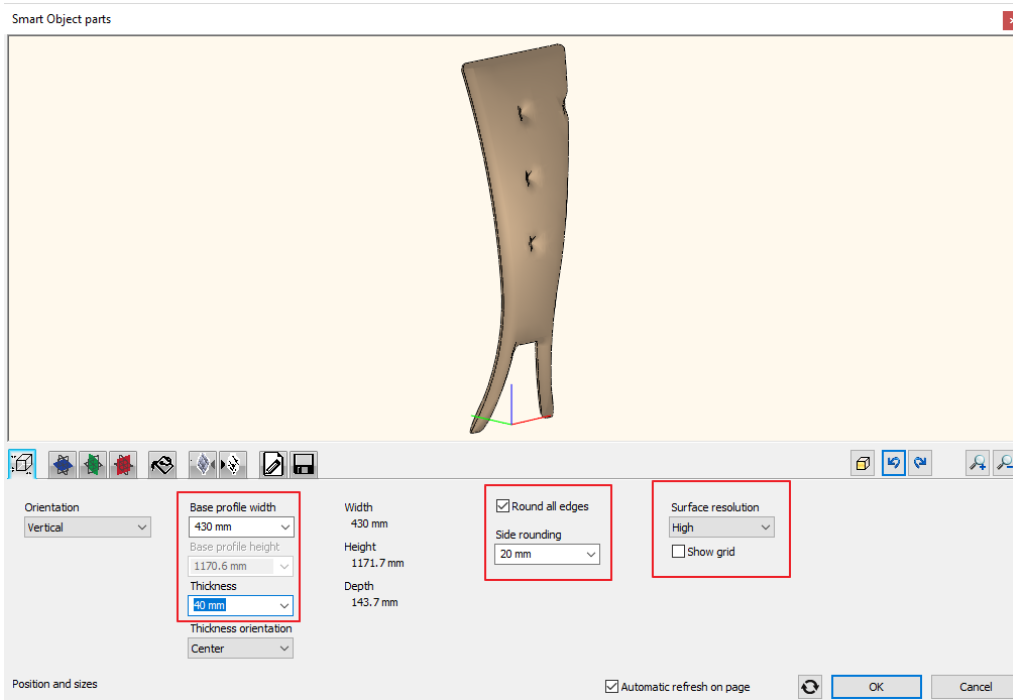 Smart Object parts
Orientation
Vertical
Base profile width
430 mm
Base profile height
1170.6 mm
Thickness
40 mm
Thickness orientation
Center
Width
430 mm
Height
1171.7 mm
Depth
143.7 mm
Round all edges
Side rounding
20 mm
Surface resolution
High
Show grid
Position and sizes
Automatic refresh on page
OK
Cancel